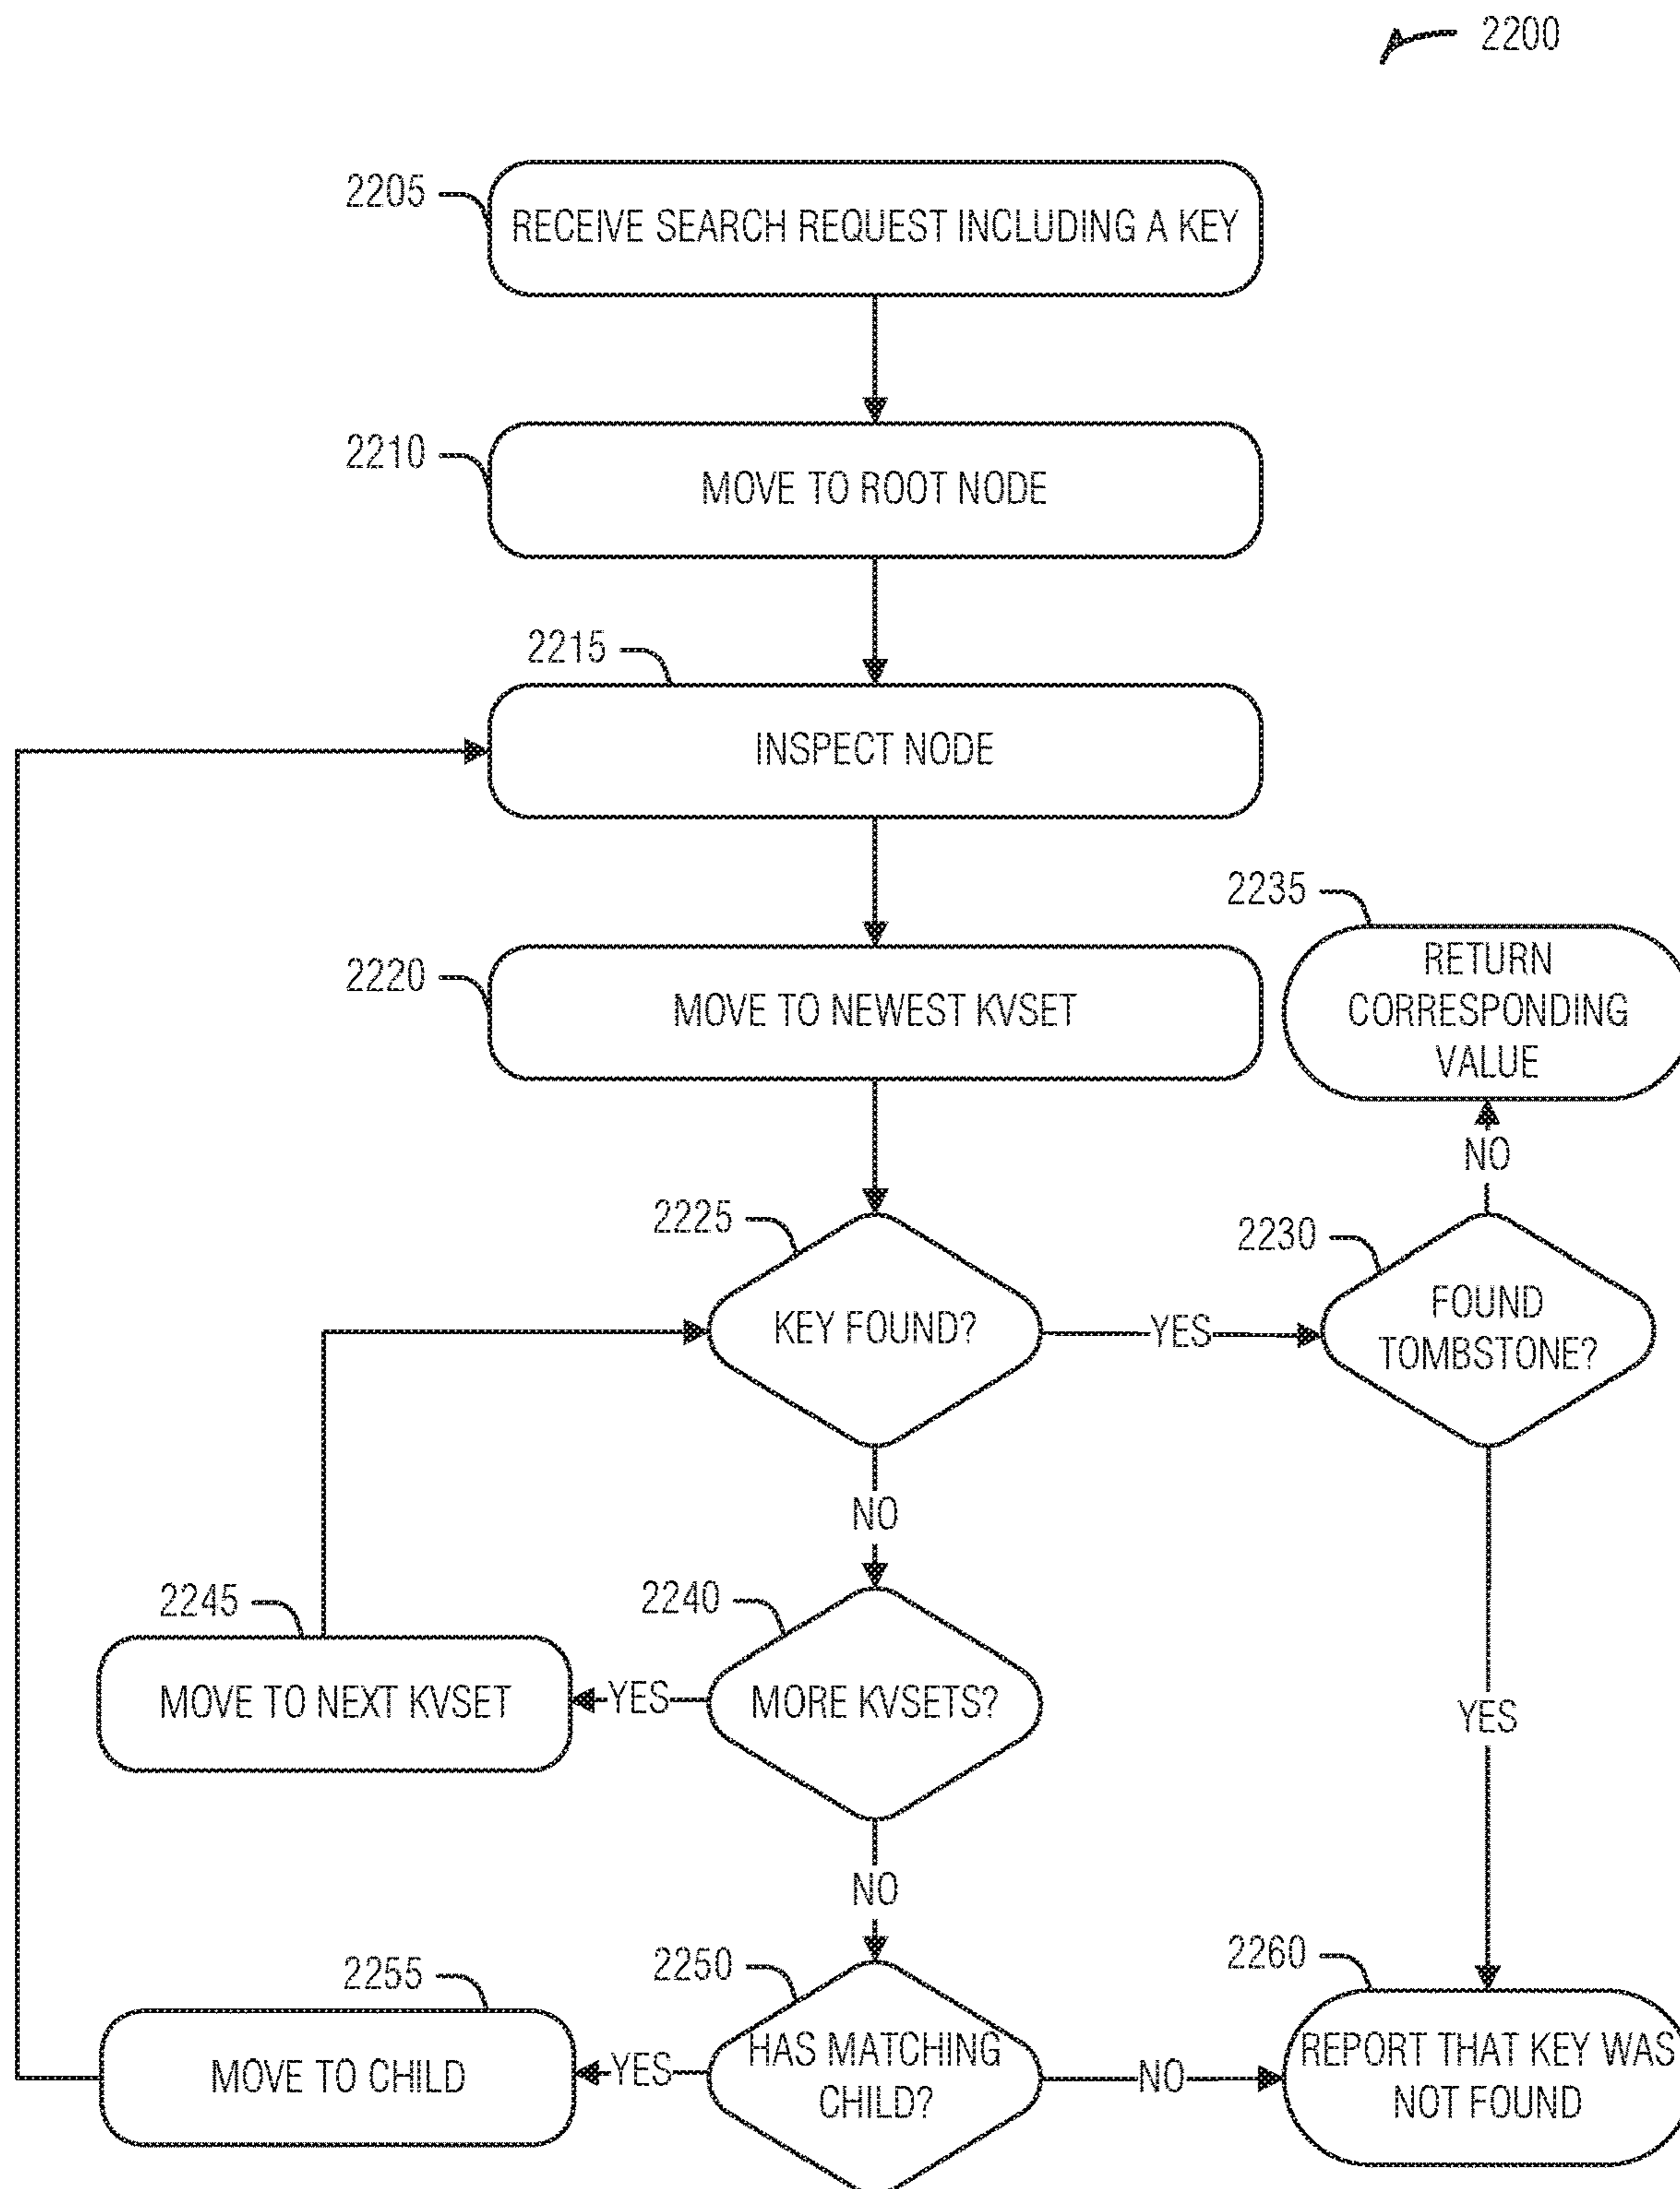 2200
2205
RECEIVE SEARCH REQUEST INCLUDING A KEY
2210
MOVE TO ROOT NODE
2215
INSPECT NODE
2235
RETURN
CORRESPONDING
VALUE
2220
MOVE TO NEWEST KVSET
NO
2225
2230
KEY FOUND?
YES
FOUND
TOMBSTONE?
NO
2245
2240
MOVE TO NEXT KVSET
YES
MORE KVSETS?
YES
NO
2255
2250
2260
MOVE TO CHILD
YES
HAS MATCHING
CHILD?
NO
REPORT THAT KEY WAS
NOT FOUND